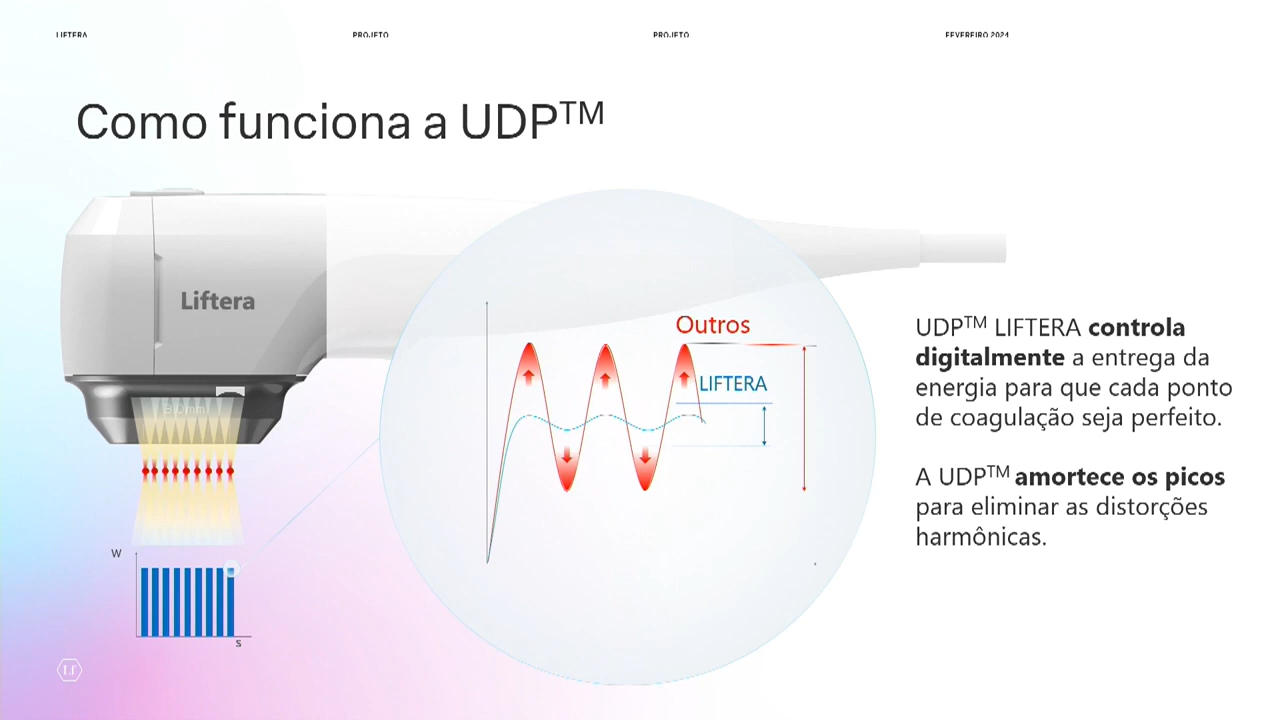 LIFTERA
PROJETO
PROJETO
FEVEREIRO 2024
Como funciona a UDP™
Liftera
Outros
LIFTERA
UDP™ LIFTERA controla
digitalmente a entrega da
energia para que cada ponto
de coagulação seja perfeito.
A UDP™ amortece os picos
para eliminar as distorções
harmônicas.
W
s